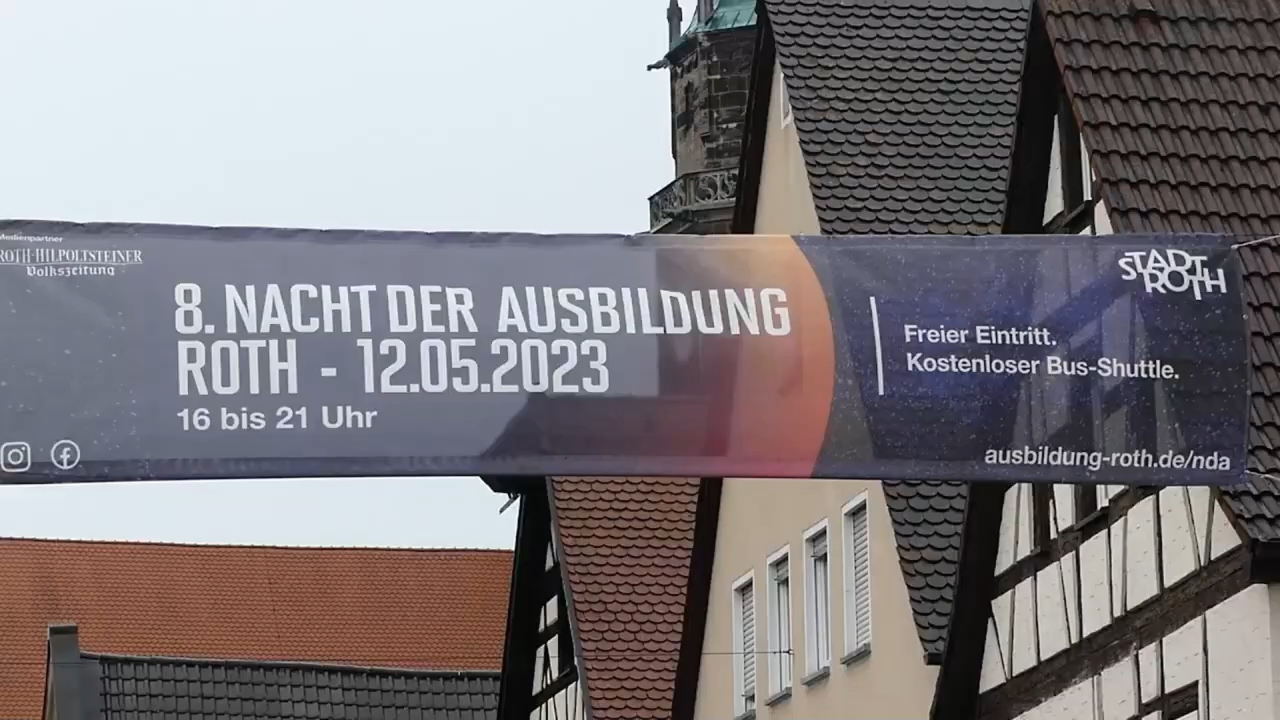 Medienpartner
ROTH-HILPOLTSTEINER
Volkszeitung
8. NACHT DER AUSBILDUNG
ROTH - 12.05.2023
16 bis 21 Uhr
STADT
ROTH
Freier Eintritt.
Kostenloser Bus-Shuttle.
ausbildung-roth.de/nda